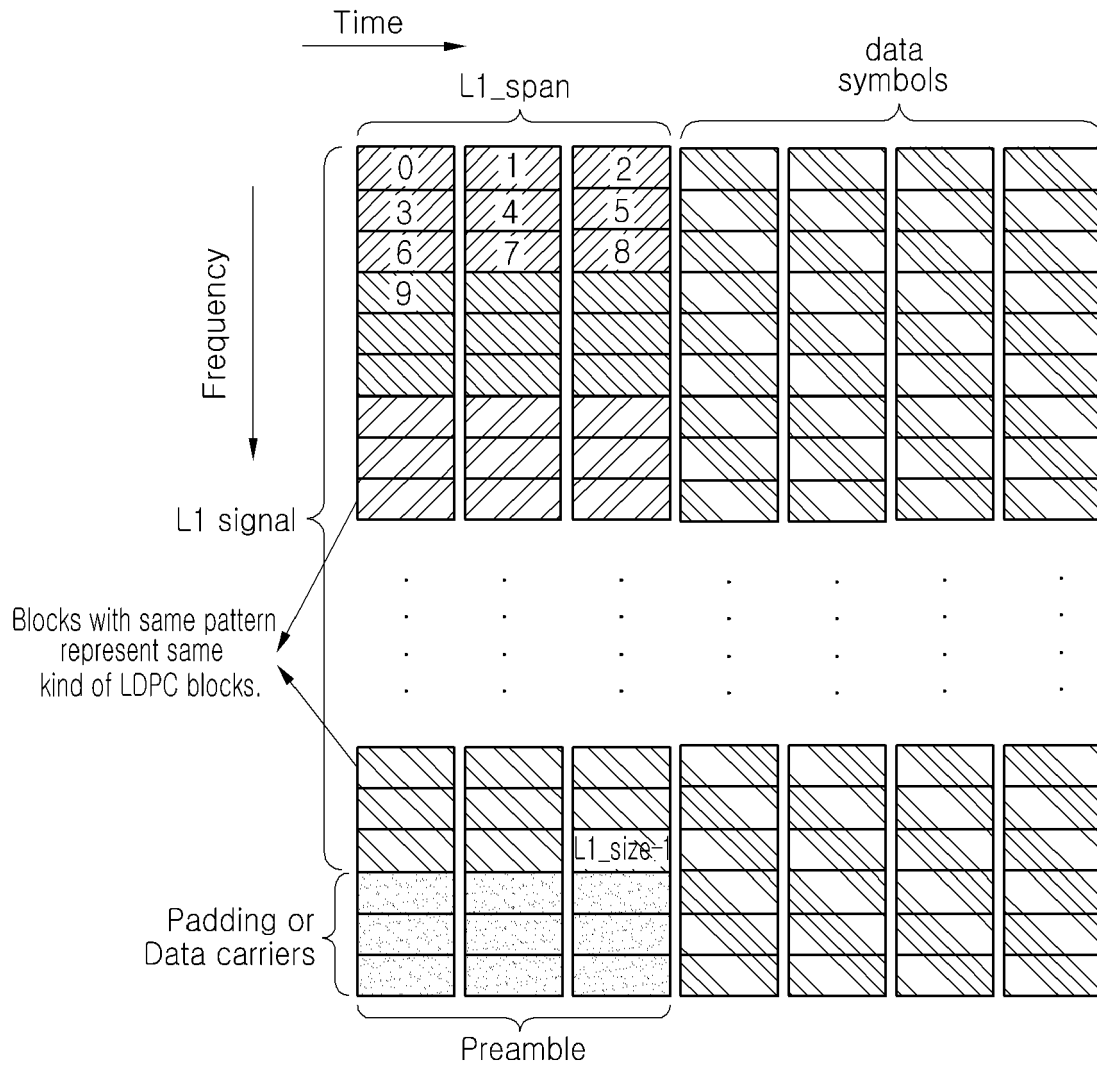 Time
L1_span
data
symbols
0 1 2
3 4 5
6 7 8
9
Frequency
L1 signal
Blocks with same pattern
represent same
kind of LDPC blocks.
L1_size-1
Padding or
Data carriers
Preamble